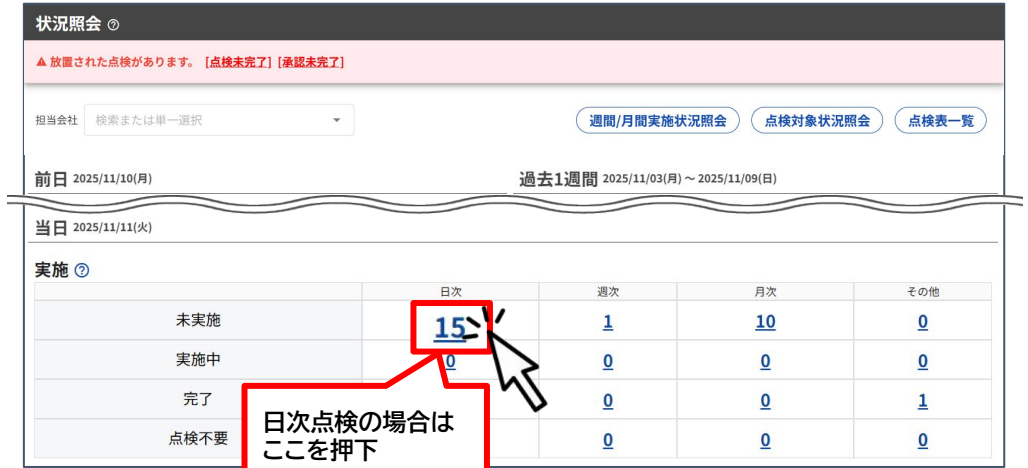 状況照会
放置された点検があります。 [点検未完了] [承認未完了]
担当会社 検索または単一選択 週間/月間実施状況照会 点検対象状況照会 点検表一覧
前日 2025/11/10(月) 過去1週間 2025/11/03(月) ~ 2025/11/09(日)
当日 2025/11/11(火)
実施
日次 週次 月次 その他
未実施 15 1 10 0
実施中 0 0 0 0
完了 0 0 1
点検不要 0 0 0
日次点検の場合は
ここを押下